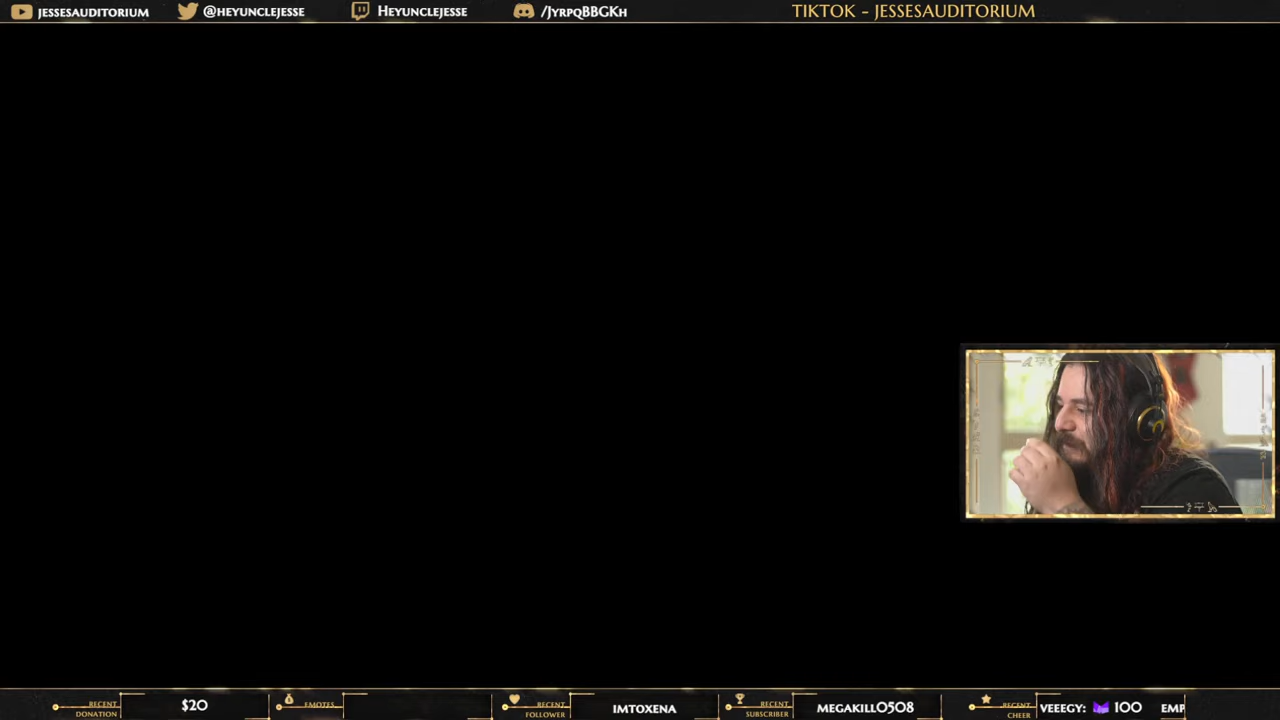 JESSESAUDITORIUM @HEYUNCLEJESSE HEYUNCLEJESSE /JYRPQBBGKH TIKTOK - JESSESAUDITORIUM
RECENT DONATION $20
EMOTES
RECENT FOLLOWER IMTOXENA
RECENT SUBSCRIBER MEGAKILL0508
RECENT CHEER VEEEGY: 100 EMP